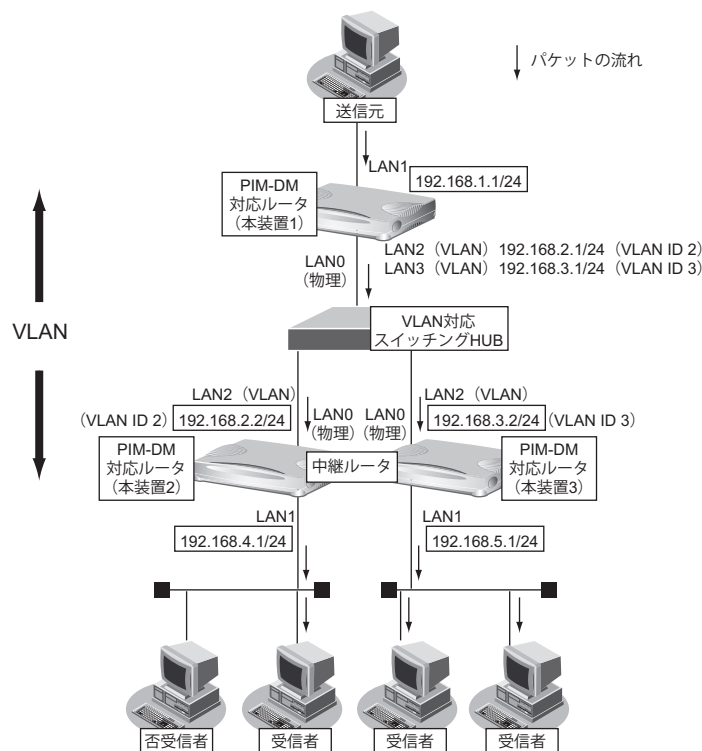 パケットの流れ
送信元
LAN1
192.168.1.1/24
PIM-DM
対応ルータ
（本装置1）
LAN2（VLAN）192.168.2.1/24（VLAN ID 2）
LAN3（VLAN）192.168.3.1/24（VLAN ID 3）
LAN0
（物理）
VLAN対応
スイッチングHUB
VLAN
LAN2（VLAN）
（VLAN ID 2）
192.168.2.2/24
LAN0
（物理）
LAN0
（物理）
LAN2（VLAN）
192.168.3.2/24
（VLAN ID 3）
PIM-DM
対応ルータ
（本装置2）
中継ルータ
PIM-DM
対応ルータ
（本装置3）
LAN1
192.168.4.1/24
LAN1
192.168.5.1/24
否受信者
受信者
受信者
受信者